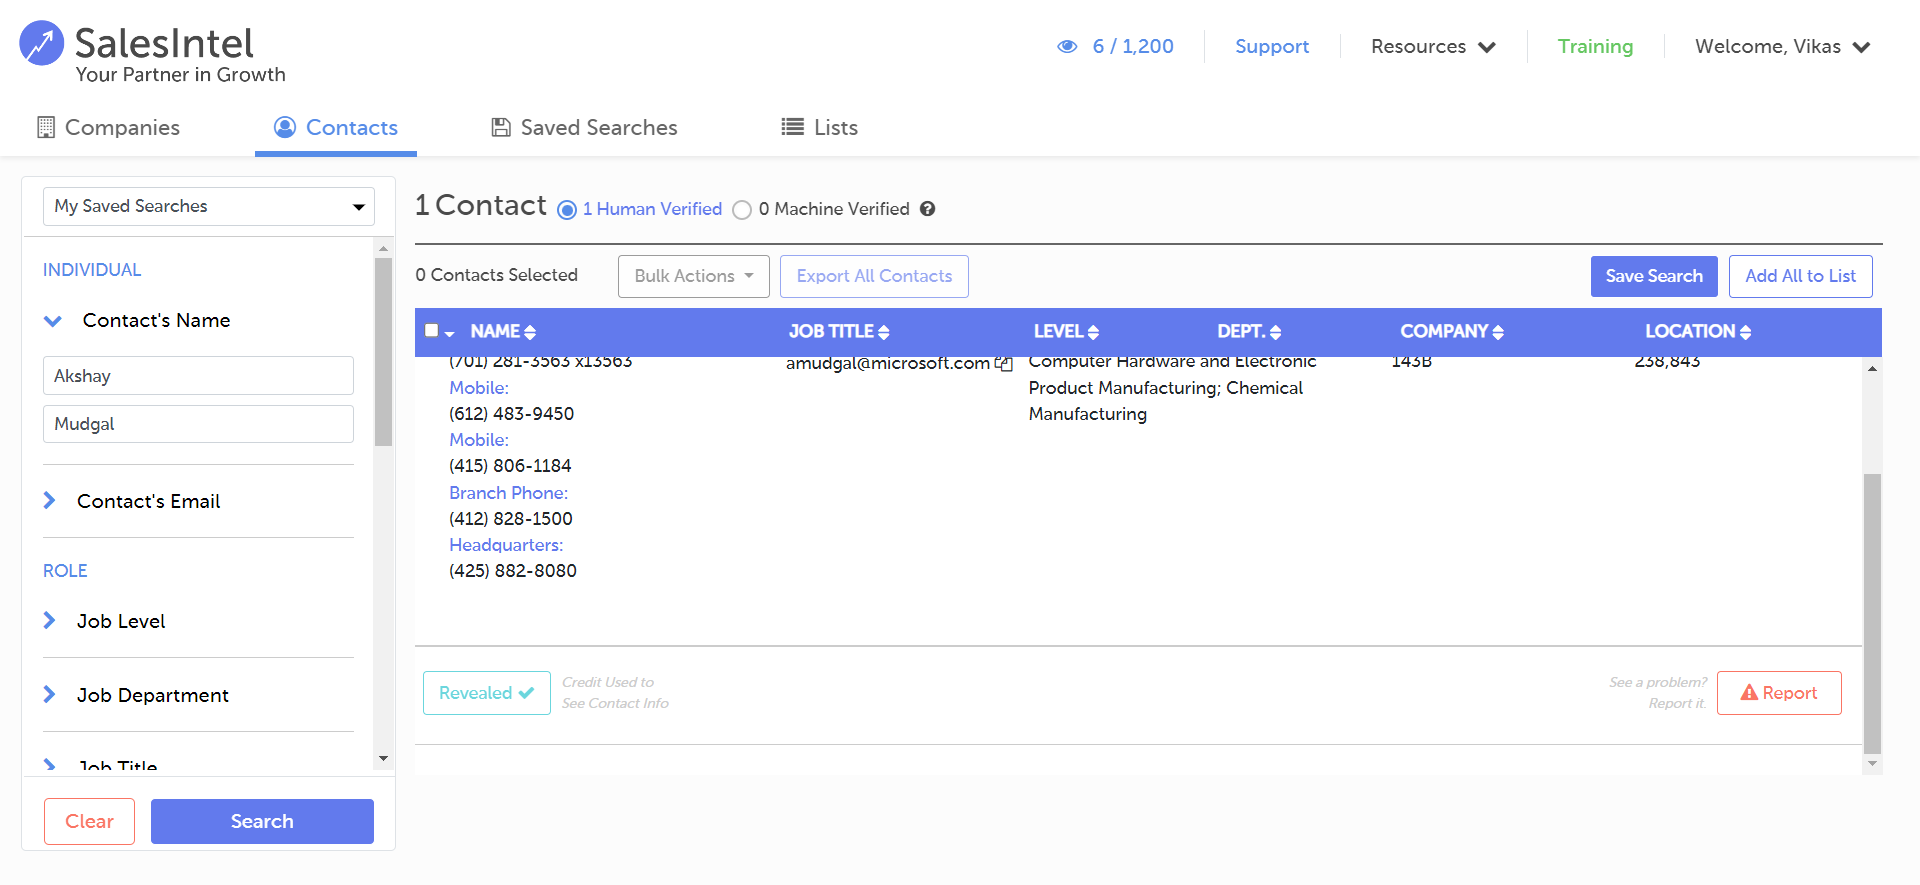 SalesIntel
Your Partner in Growth
6 / 1,200
Support
Resources
Training
Welcome, Vikas
Companies
Contacts
Saved Searches
Lists
My Saved Searches
INDIVIDUAL
Contact's Name
Akshay
Mudgal
Contact's Email
ROLE
Job Level
Job Department
Job Title
Clear
Search
1 Contact
1 Human Verified
0 Machine Verified
0 Contacts Selected
Bulk Actions
Export All Contacts
Save Search
Add All to List
NAME
JOB TITLE
LEVEL
DEPT.
COMPANY
LOCATION
(701) 281-3563 x13563
Mobile:
(612) 483-9450
Mobile:
(415) 806-1184
Branch Phone:
(412) 828-1500
Headquarters:
(425) 882-8080
amudgal@microsoft.com
Computer Hardware and Electronic
Product Manufacturing; Chemical
Manufacturing
143B
238,843
Revealed
Credit Used to
See Contact Info
See a problem?
Report it.
Report